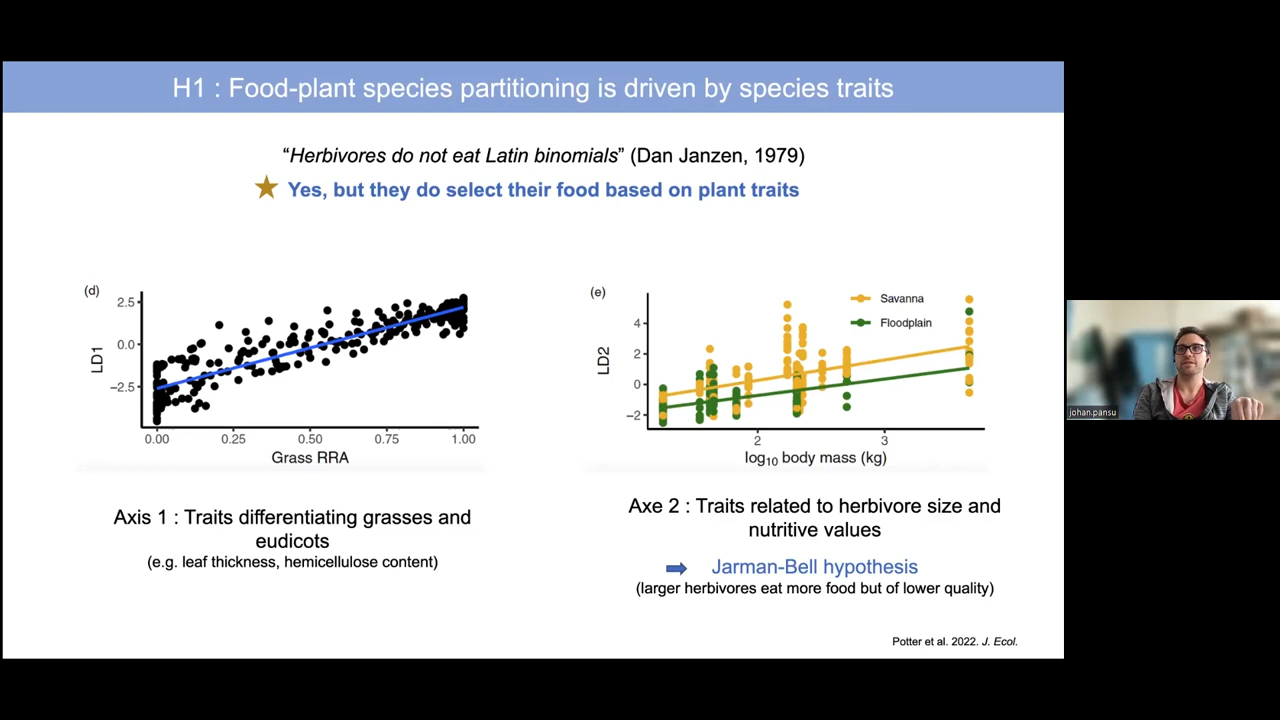 H1 : Food-plant species partitioning is driven by species traits
“Herbivores do not eat Latin binomials” (Dan Janzen, 1979)
Yes, but they do select their food based on plant traits
(d)
2.5
0.0
−2.5
LD1
0.00
0.25
0.50
0.75
1.00
Grass RRA
(e)
Savanna
Floodplain
4
2
0
−2
LD2
2
3
log10 body mass (kg)
Axis 1 : Traits differentiating grasses and
eudicots
(e.g. leaf thickness, hemicellulose content)
Axe 2 : Traits related to herbivore size and
nutritive values
Jarman-Bell hypothesis
(larger herbivores eat more food but of lower quality)
Potter et al. 2022. J. Ecol.
johan.pansu